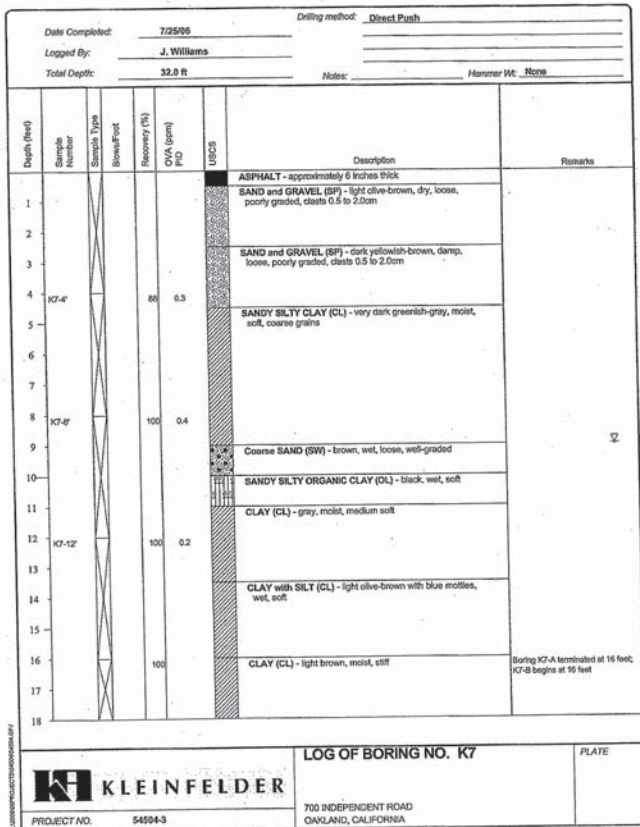 Drilling method: Direct Push
Date Completed: 7/25/06
Logged By: J. Williams
Total Depth: 32.0 ft
Notes:
Hammer Wt: None
Depth (feet)
Sample Number
Sample Type
Blows/Foot
Recovery (%)
OVA (ppm) PID
USCS
Description
Remarks
ASPHALT - approximately 6 inches thick
1
SAND and GRAVEL (SP) - light olive-brown, dry, loose,
poorly graded, clasts 0.5 to 2.0cm
2
SAND and GRAVEL (SP) - dark yellowish-brown, damp,
loose, poorly graded, clasts 0.5 to 2.0cm
3
4 K7-4' 88 0.3
SANDY SILTY CLAY (CL) - very dark greenish-gray, moist,
soft, coarse grains
5
6
7
8 K7-8' 100 0.4
9
Coarse SAND (SW) - brown, wet, loose, well-graded
10
SANDY SILTY ORGANIC CLAY (OL) - black, wet, soft
11
CLAY (CL) - gray, moist, medium soft
12 K7-12' 100 0.2
13
CLAY with SILT (CL) - light olive-brown with blue mottles,
wet, soft
14
15
16 100
CLAY (CL) - light brown, moist, stiff
Boring K7-A terminated at 16 feet;
K7-B begins at 16 feet
17
18
KLEINFELDER
PROJECT NO. 54504-3
LOG OF BORING NO. K7
700 INDEPENDENT ROAD
OAKLAND, CALIFORNIA
PLATE